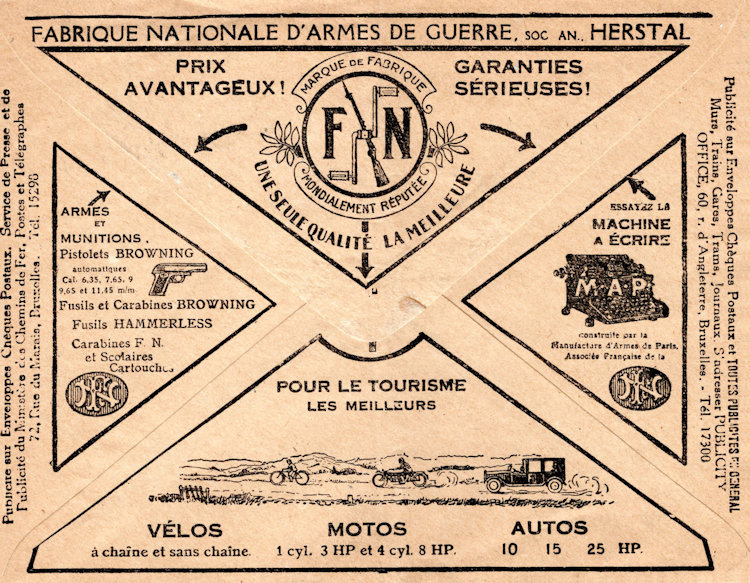 FABRIQUE NATIONALE D'ARMES DE GUERRE, SOC AN., HERSTAL
PRIX
AVANTAGEUX!
GARANTIES
SÉRIEUSES!
MARQUE DE FABRIQUE
F N
MONDIALEMENT RÉPUTÉE
UNE SEULE QUALITÉ LA MEILLEURE
ARMES
ET
MUNITIONS.
Pistolets BROWNING
automatiques
Cal. 6,35, 7.65. 9
9,65 et 11,45 m/m
Fusils et Carabines BROWNING
Fusils HAMMERLESS
Carabines F. N.
et Scolaires
Cartouches
FN
ESSAYEZ LA
MACHINE
A ÉCRIRE
MAP
construite par la
Manufacture d'Armes de Paris,
Associée Française de la
FN
POUR LE TOURISME
LES MEILLEURS
VÉLOS
à chaîne et sans chaîne.
MOTOS
1 cyl. 3 HP et 4 cyl. 8 HP.
AUTOS
10 15 25 HP.
Publicité sur Enveloppes Chèques Postaux. Service de Presse et de
Publicité du Ministère des Chemins de Fer, Postes et Télégraphes
72, Rue du Marais, Bruxelles. Tél. 15298
Publicité sur Enveloppes Chèques Postaux et TOUTES PUBLICITES EN GENERAL
Murs, Trains, Gares, Trams, Journaux. S'adresser PUBLICITY
OFFICE, 60, r. d'Angleterre, Bruxelles. - Tél. 17300